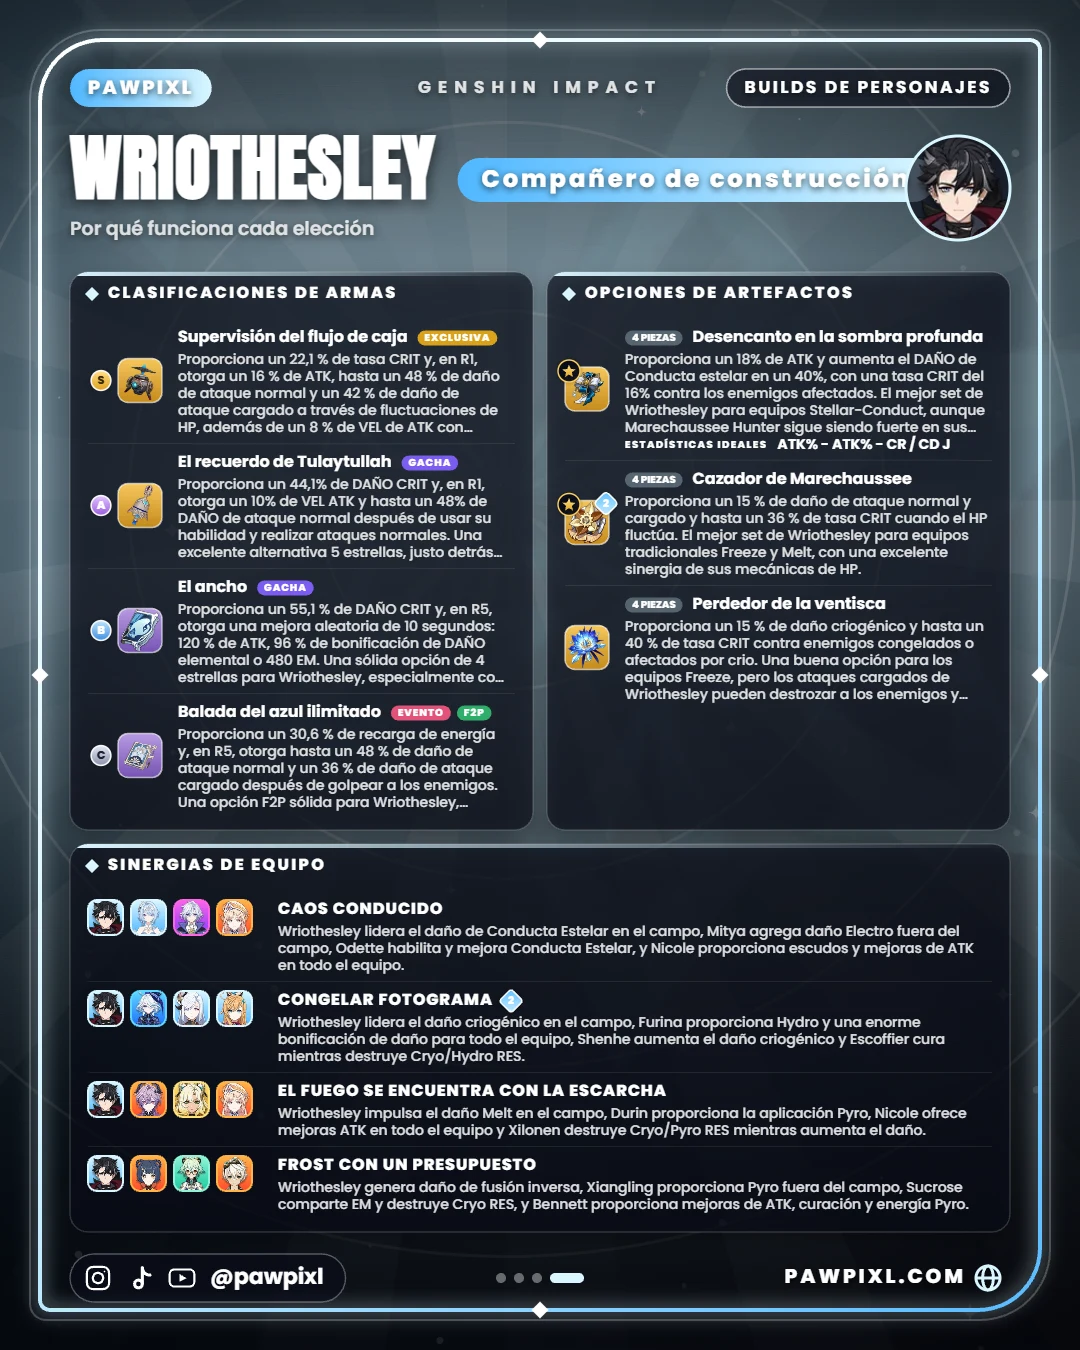 PAWPIXL
GENSHIN IMPACT
BUILDS DE PERSONAJES
WRIOTHESLEY
Compañero de construcción
Por qué funciona cada elección
CLASIFICACIONES DE ARMAS
S
Supervisión del flujo de caja EXCLUSIVA
Proporciona un 22,1 % de tasa CRIT y, en R1,
otorga un 16 % de ATK, hasta un 48 % de daño
de ataque normal y un 42 % de daño de
ataque cargado a través de fluctuaciones de
HP, además de un 8 % de VEL de ATK con...
A
El recuerdo de Tulaytullah GACHA
Proporciona un 44,1% de DAÑO CRIT y, en R1,
otorga un 10% de VEL ATK y hasta un 48% de
DAÑO de ataque normal después de usar su
habilidad y realizar ataques normales. Una
excelente alternativa 5 estrellas, justo detrás...
B
El ancho GACHA
Proporciona un 55,1 % de DAÑO CRIT y, en R5,
otorga una mejora aleatoria de 10 segundos:
120 % de ATK, 96 % de bonificación de DAÑO
elemental o 480 EM. Una sólida opción de 4
estrellas para Wriothesley, especialmente co...
C
Balada del azul ilimitado EVENTO F2P
Proporciona un 30,6 % de recarga de energía
y, en R5, otorga hasta un 48 % de daño de
ataque normal y un 36 % de daño de ataque
cargado después de golpear a los enemigos.
Una opción F2P sólida para Wriothesley,...
OPCIONES DE ARTEFACTOS
4 PIEZAS Desencanto en la sombra profunda
Proporciona un 18% de ATK y aumenta el DAÑO de
Conducta estelar en un 40%, con una tasa CRIT del
16% contra los enemigos afectados. El mejor set de
Wriothesley para equipos Stellar-Conduct, aunque
Marechaussee Hunter sigue siendo fuerte en sus...
ESTADÍSTICAS IDEALES ATK% - ATK% - CR / CD J
4 PIEZAS Cazador de Marechaussee
2
Proporciona un 15 % de daño de ataque normal y
cargado y hasta un 36 % de tasa CRIT cuando el HP
fluctúa. El mejor set de Wriothesley para equipos
tradicionales Freeze y Melt, con una excelente
sinergia de sus mecánicas de HP.
4 PIEZAS Perdedor de la ventisca
Proporciona un 15 % de daño criogénico y hasta un
40 % de tasa CRIT contra enemigos congelados o
afectados por crio. Una buena opción para los
equipos Freeze, pero los ataques cargados de
Wriothesley pueden destrozar a los enemigos y...
SINERGIAS DE EQUIPO
CAOS CONDUCIDO
Wriothesley lidera el daño de Conducta Estelar en el campo, Mitya agrega daño Electro fuera del
campo, Odette habilita y mejora Conducta Estelar, y Nicole proporciona escudos y mejoras de ATK
en todo el equipo.
CONGELAR FOTOGRAMA 2
Wriothesley lidera el daño criogénico en el campo, Furina proporciona Hydro y una enorme
bonificación de daño para todo el equipo, Shenhe aumenta el daño criogénico y Escoffier cura
mientras destruye Cryo/Hydro RES.
EL FUEGO SE ENCUENTRA CON LA ESCARCHA
Wriothesley impulsa el daño Melt en el campo, Durin proporciona la aplicación Pyro, Nicole ofrece
mejoras ATK en todo el equipo y Xilonen destruye Cryo/Pyro RES mientras aumenta el daño.
FROST CON UN PRESUPUESTO
Wriothesley genera daño de fusión inversa, Xiangling proporciona Pyro fuera del campo, Sucrose
comparte EM y destruye Cryo RES, y Bennett proporciona mejoras de ATK, curación y energía Pyro.
@pawpixl
PAWPIXL.COM